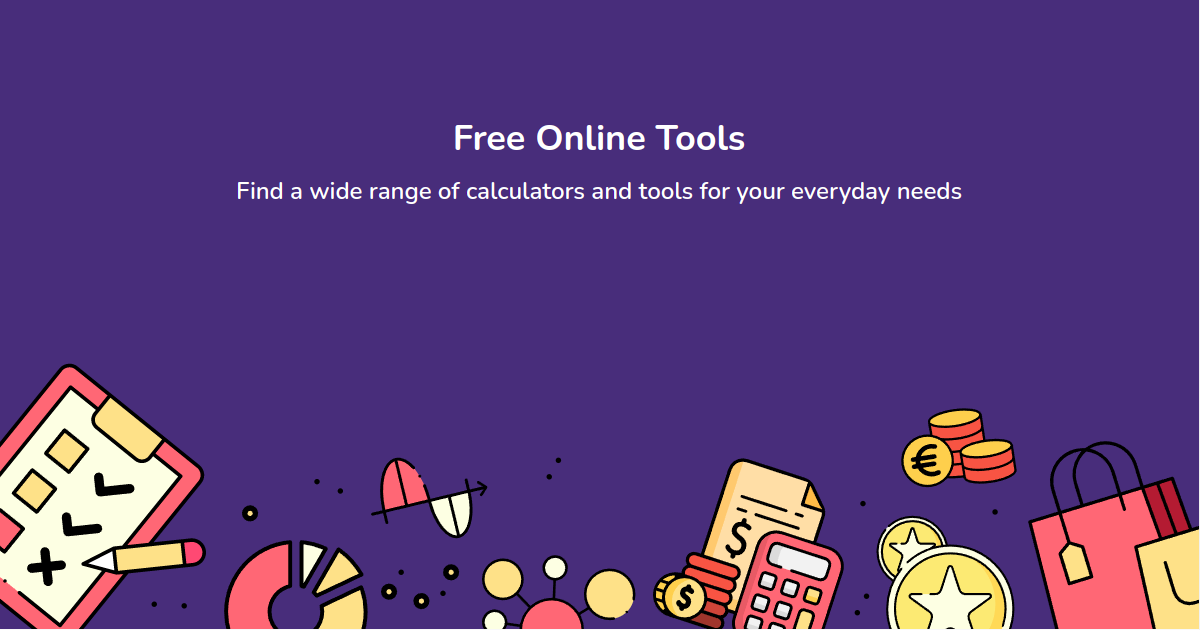 Free Online Tools
Find a wide range of calculators and tools for your everyday needs
$
$
€